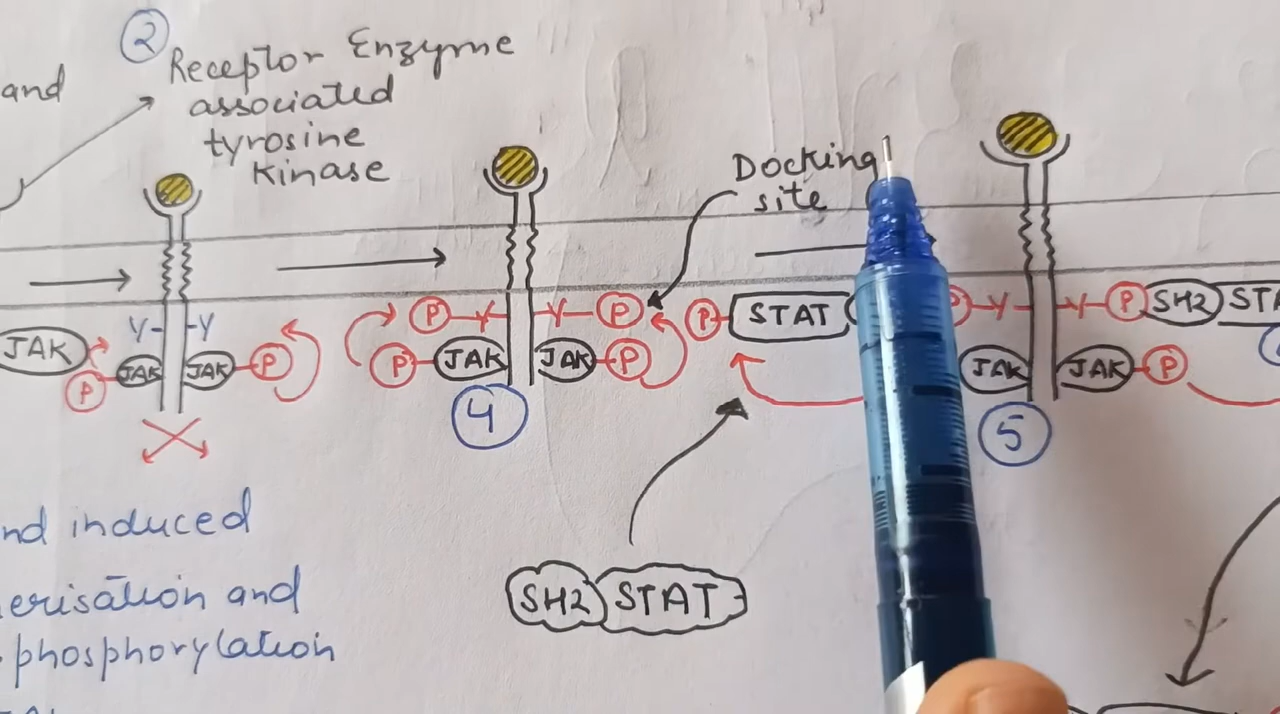 2
Receptor Enzyme
associated
tyrosine
kinase
and
Docking
site
JAK
P
Y Y
JAK JAK P
P Y Y P
P JAK JAK P
4
P STAT
P Y Y P SH2 STA
JAK JAK P
5
SH2 STAT
nd induced
erisation and
phosphorylation